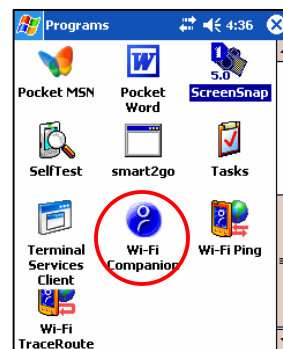 Programs 4:36
Pocket MSN
Pocket
Word
5.0
ScreenSnap
SelfTest
smart2go
Tasks
Terminal
Services
Client
Wi-Fi
Companion
Wi-Fi Ping
Wi-Fi
TraceRoute